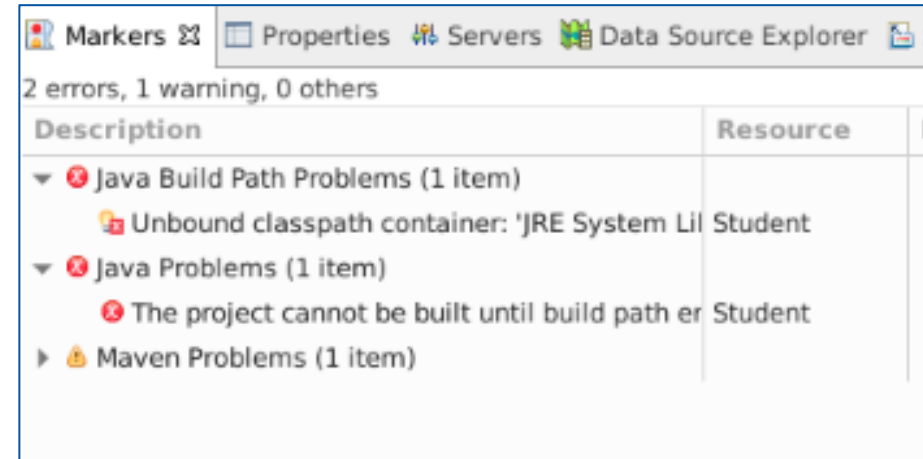 Markers Properties Servers Data Source Explorer
2 errors, 1 warning, 0 others
Description Resource
Java Build Path Problems (1 item)
Unbound classpath container: 'JRE System Lil Student
Java Problems (1 item)
The project cannot be built until build path er Student
Maven Problems (1 item)